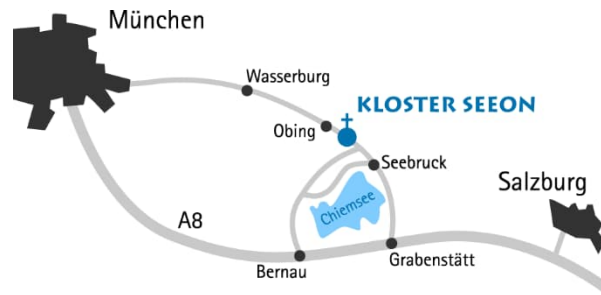 München
Wasserburg
KLOSTER SEEON
Obing
Seebruck
Salzburg
Chiemsee
A8
Grabenstätt
Bernau